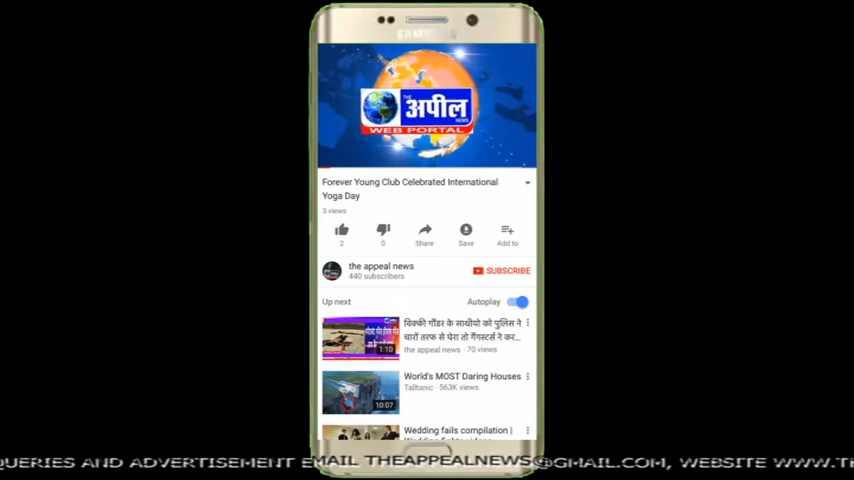 THE
अपील
NEWS
WEB PORTAL
Forever Young Club Celebrated International
Yoga Day
3 views
2
0
Share
Save
Add to
the appeal news
440 subscribers
SUBSCRIBE
Up next
Autoplay
विक्की गौंडर के साथीयो को पुलिस ने
चारों तरफ से घेरा तो गैंगस्टर्स ने कर...
the appeal news · 70 views
1:10
World's MOST Daring Houses
Talltanic · 563K views
10:07
Wedding fails compilation |
QUERIES AND ADVERTISEMENT EMAIL THEAPPEALNEWS@GMAIL.COM, WEBSITE WWW.TH